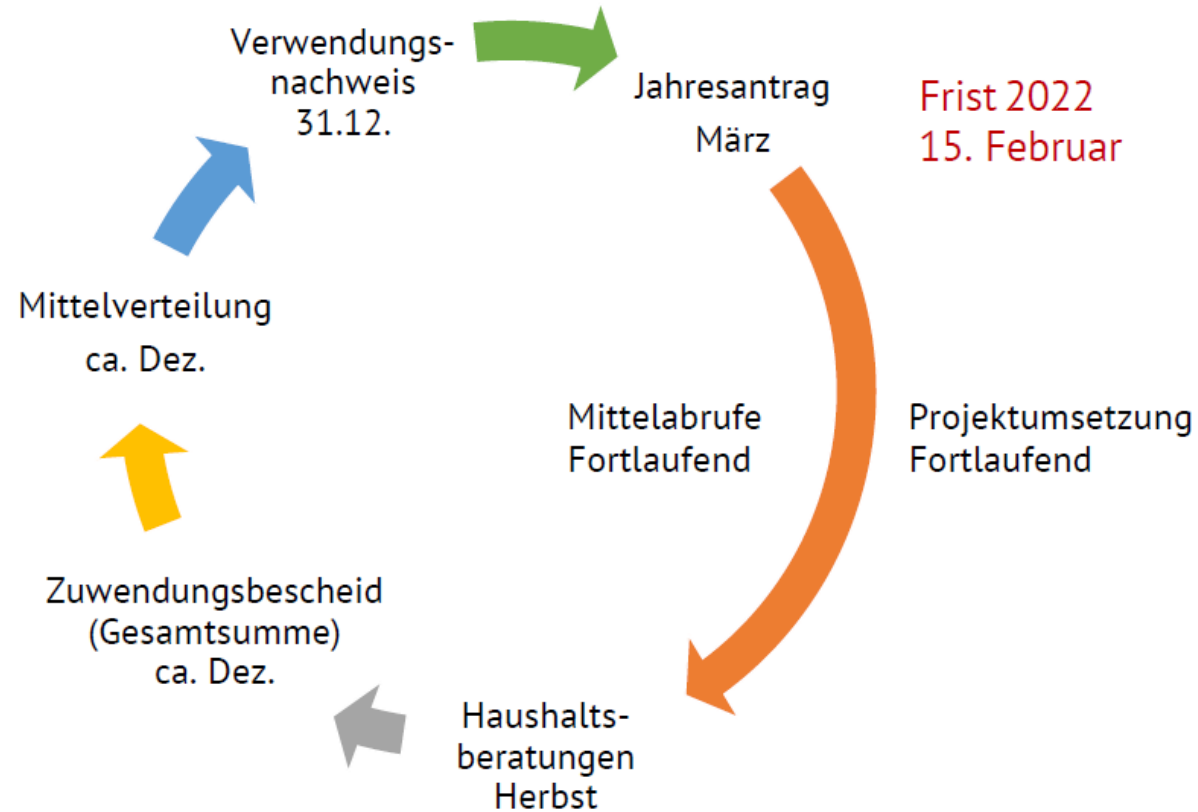 Verwendungs-
nachweis
31.12.
Jahresantrag
März
Frist 2022
15. Februar
Mittelabrufe
Fortlaufend
Projektumsetzung
Fortlaufend
Haushalts-
beratungen
Herbst
Zuwendungsbescheid
(Gesamtsumme)
ca. Dez.
Mittelverteilung
ca. Dez.